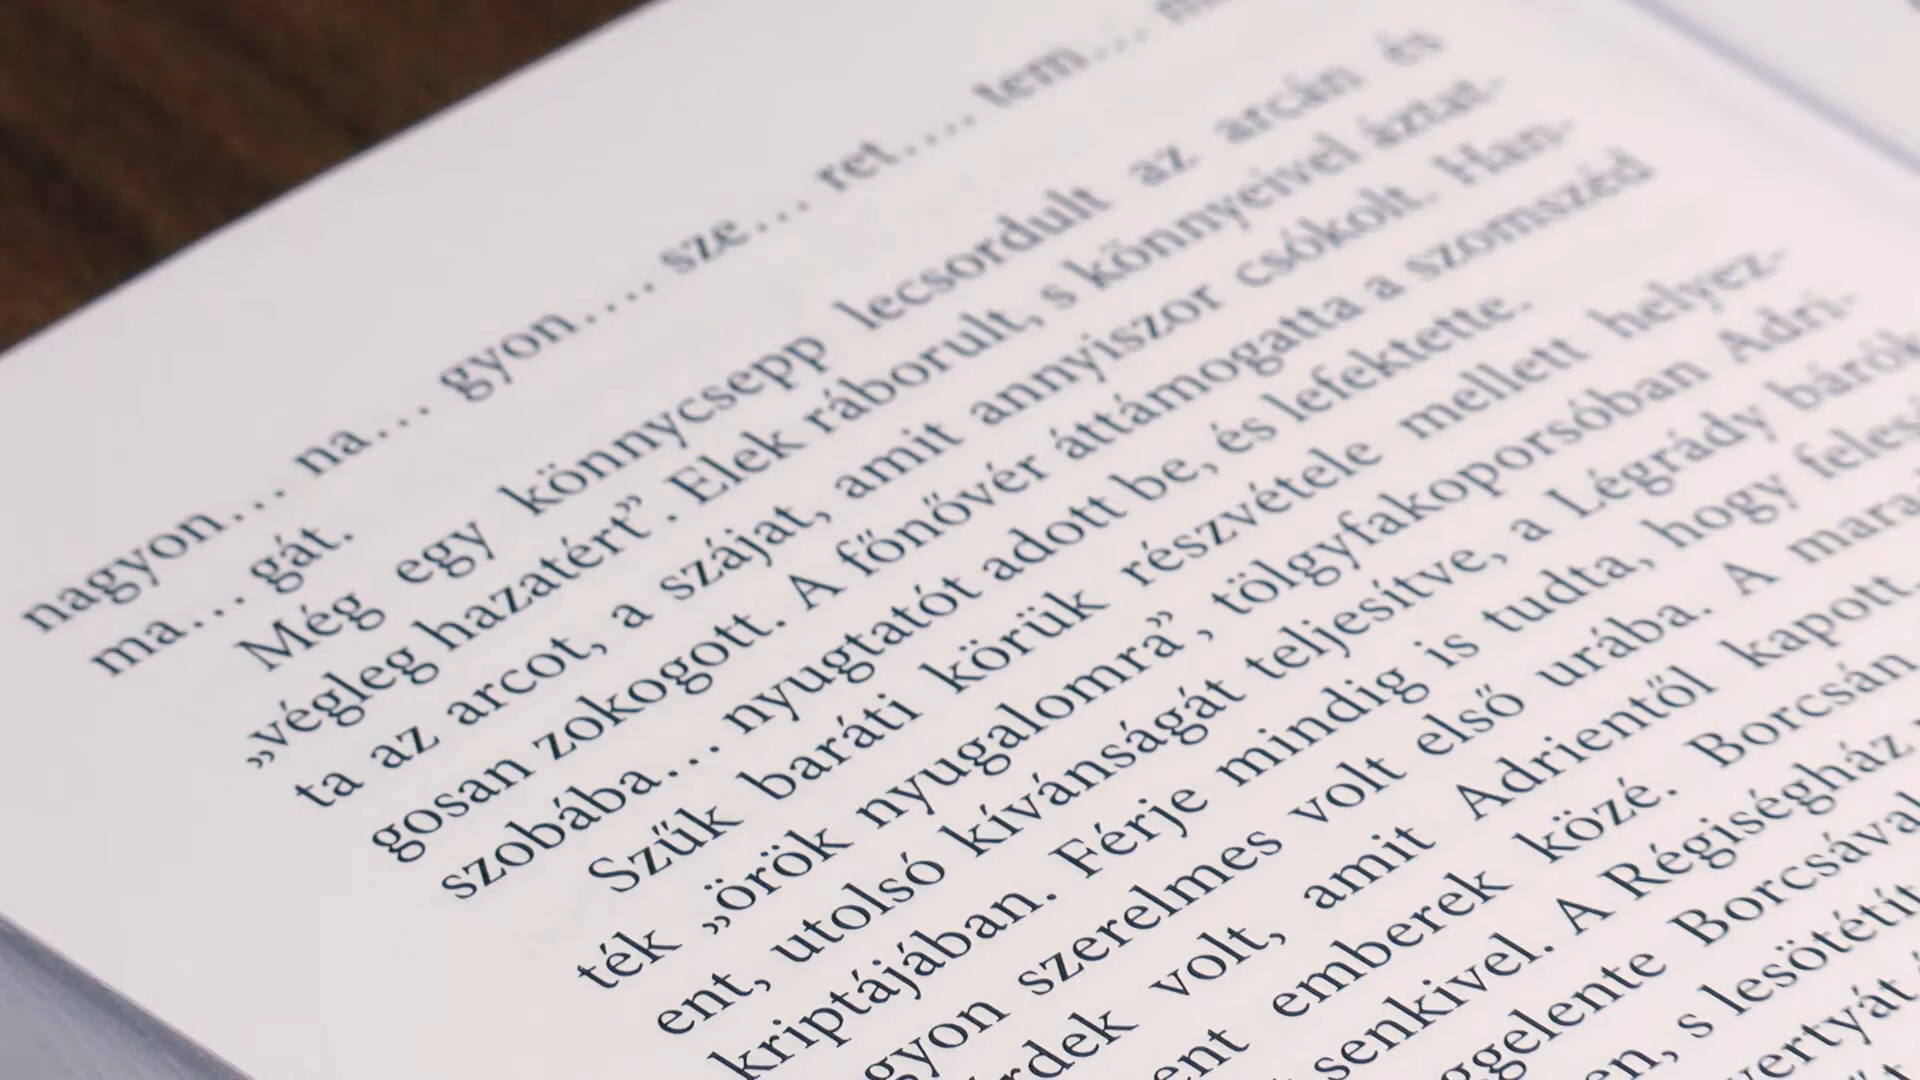 nagyon… na… gyon…. sze… ret…. tem…
ma… gát.
Még egy könnycsepp lecsordult az arcán és
„végleg hazatért”. Elek ráborult, s könnyeivel áztat-
ta az arcot, a száját, amit annyiszor csókolt. Han-
gosan zokogott. A főnővér áttámogatta a szomszéd
szobába… nyugtatót adott be, és lefektette.
Szűk baráti körük részvétele mellett helyez-
ték „örök nyugalomra”, tölgyfakoporsóban Adri-
ent, utolsó kívánságát teljesítve, a Légrády bárók
kriptájában. Férje mindig is tudta, hogy felesé
gyon szerelmes volt első urába. A mara
rdek volt, amit Adrientől kapott.
ent emberek közé. Borcsán
senkivel. A Régiségház
ggelente Borcsával
en, s lesötétít
vertyát